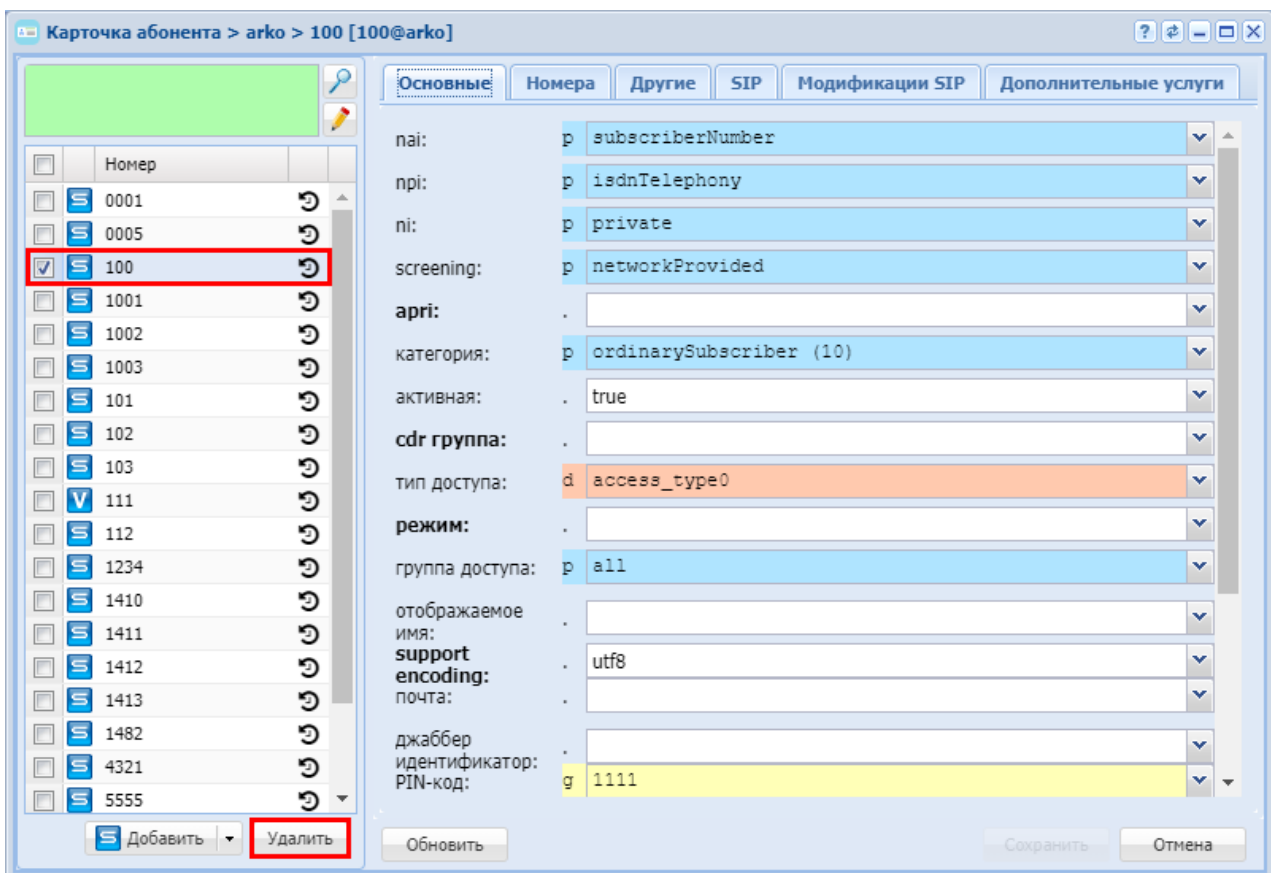 Карточка абонента > arko > 100 [100@arko]
Основные Номера Другие SIP Модификации SIP Дополнительные услуги
Номер
0001
0005
100
1001
1002
1003
101
102
103
V 111
112
1234
1410
1411
1412
1413
1482
4321
5555
Добавить Удалить
nai: p subscriberNumber
npi: p isdnTelephony
ni: p private
screening: p networkProvided
apri: .
категория: p ordinarySubscriber (10)
активная: . true
cdr группа: .
тип доступа: d access_type0
режим: .
группа доступа: p all
отображаемое
имя: .
support
encoding: . utf8
почта: .
джаббер
идентификатор: .
PIN-код: g 1111
Обновить Сохранить Отмена